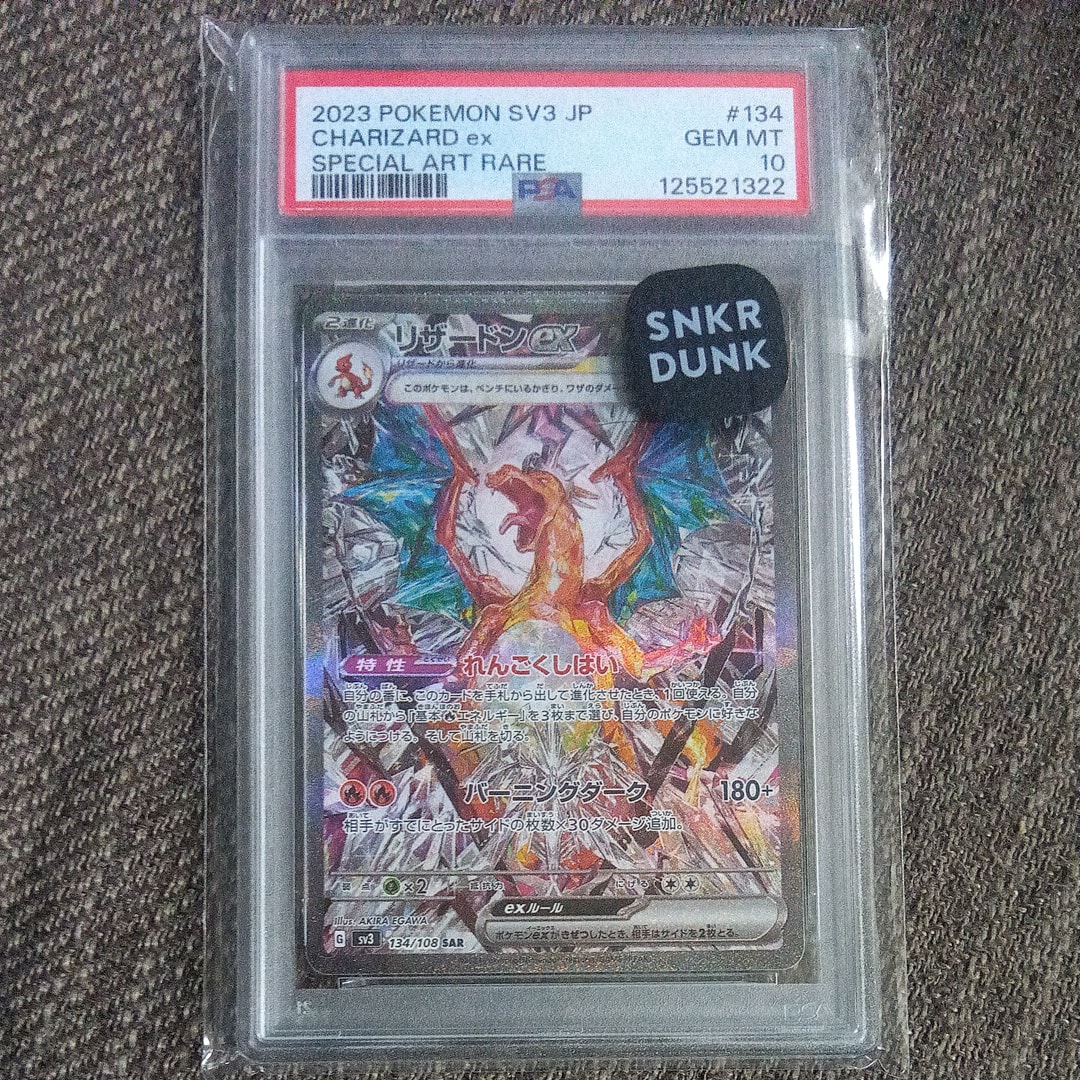 2023 POKEMON SV3 JP #134
CHARIZARD ex GEM MT
SPECIAL ART RARE 10
PSA 125521322
SNKR
DUNK
2進化 リザードンex
リザードから進化
このポケモンは、ベンチにいるかぎり、ワザのダメー
特性 れんごくしはい
自分の番に、このカードを手札から出して進化させたとき、1回使える。自分
の山札から「基本 エネルギー」を3枚まで選び、自分のポケモンに好きな
ようにつける。そして山札を切る。
バーニングダーク 180+
相手がすでにとったサイドの枚数×30ダメージ追加。
弱点 ×2 抵抗力 にげる
exルール
ポケモンexがきぜつしたとき、相手はサイドを2枚とる。
Illus. AKIRA EGAWA
G SV3 134/108 SAR